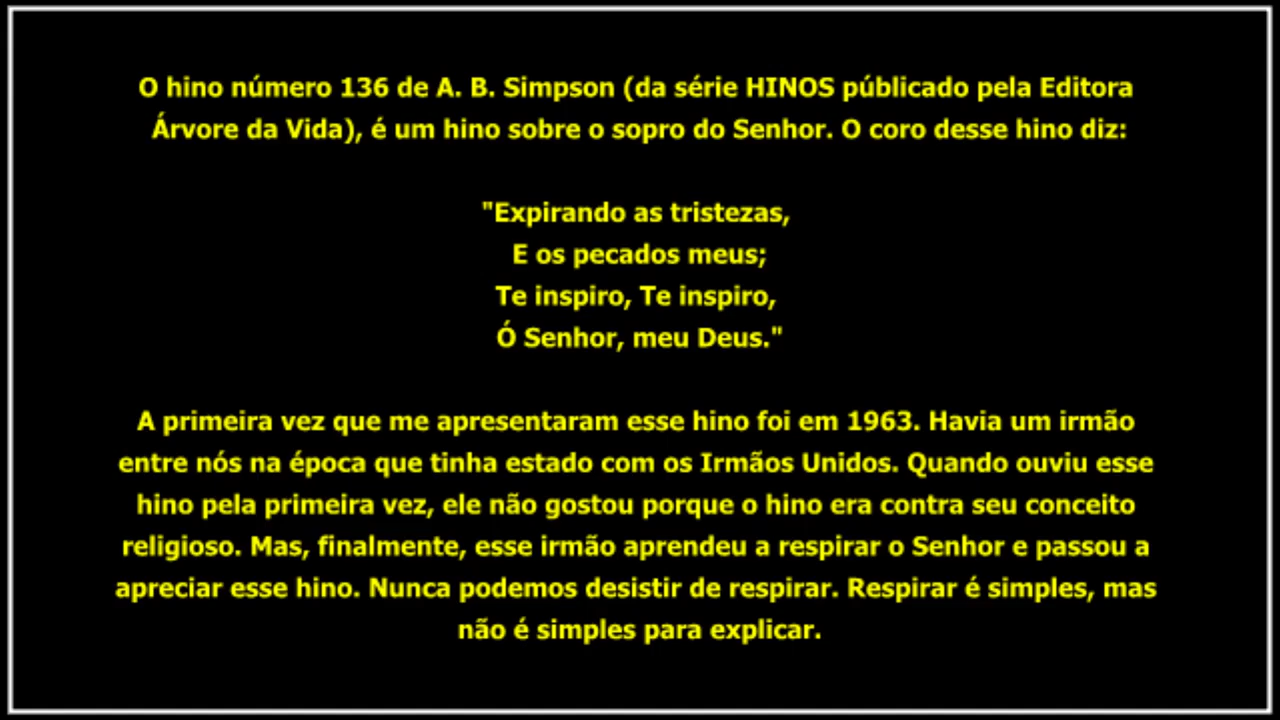 O hino número 136 de A. B. Simpson (da série HINOS públicado pela Editora
Árvore da Vida), é um hino sobre o sopro do Senhor. O coro desse hino diz:
"Expirando as tristezas,
E os pecados meus;
Te inspiro, Te inspiro,
Ó Senhor, meu Deus."
A primeira vez que me apresentaram esse hino foi em 1963. Havia um irmão
entre nós na época que tinha estado com os Irmãos Unidos. Quando ouviu esse
hino pela primeira vez, ele não gostou porque o hino era contra seu conceito
religioso. Mas, finalmente, esse irmão aprendeu a respirar o Senhor e passou a
apreciar esse hino. Nunca podemos desistir de respirar. Respirar é simples, mas
não é simples para explicar.